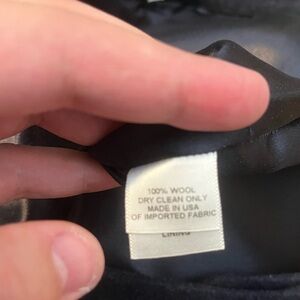 100% WOOL
DRY CLEAN ONLY
MADE IN USA
OF IMPORTED FABRIC
LINING